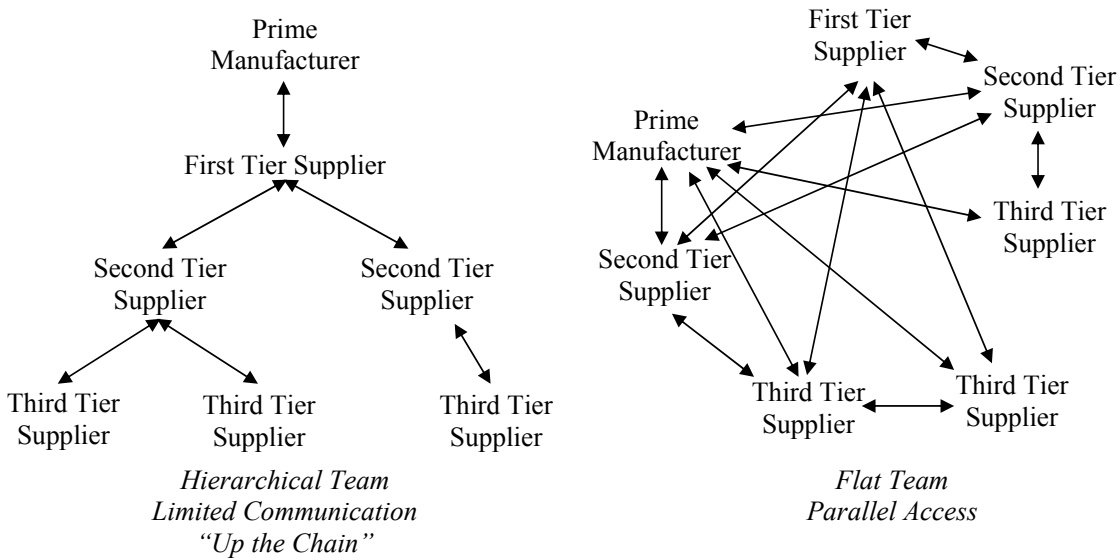 Prime
Manufacturer
First Tier Supplier
Second Tier
Supplier
Second Tier
Supplier
Third Tier
Supplier
Third Tier
Supplier
Third Tier
Supplier
Hierarchical Team
Limited Communication
“Up the Chain”
First Tier
Supplier
Second Tier
Supplier
Prime
Manufacturer
Third Tier
Supplier
Second Tier
Supplier
Third Tier
Supplier
Third Tier
Supplier
Flat Team
Parallel Access